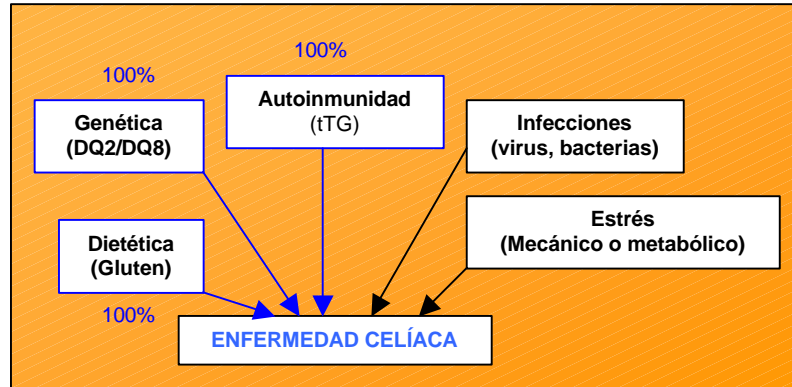 100%
100%
Genética
(DQ2/DQ8)
Autoinmunidad
(tTG)
Infecciones
(virus, bacterias)
Dietética
(Gluten)
Estrés
(Mecánico o metabólico)
100%
ENFERMEDAD CELÍACA